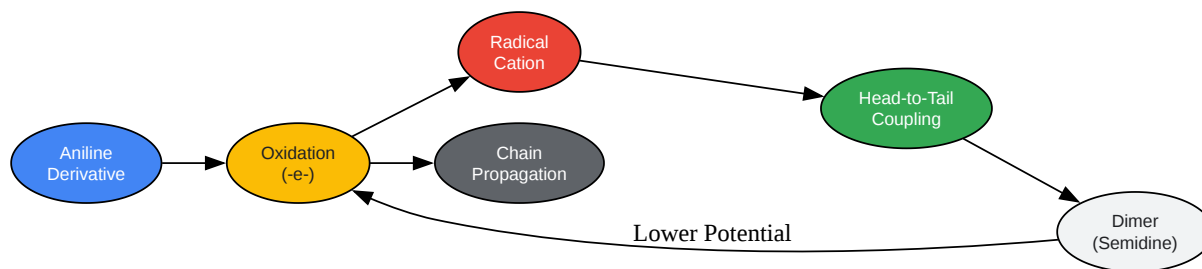 Aniline
Derivative
Oxidation
(-e-)
Radical
Cation
Chain
Propagation
Head-to-Tail
Coupling
Dimer
(Semidine)
Lower Potential